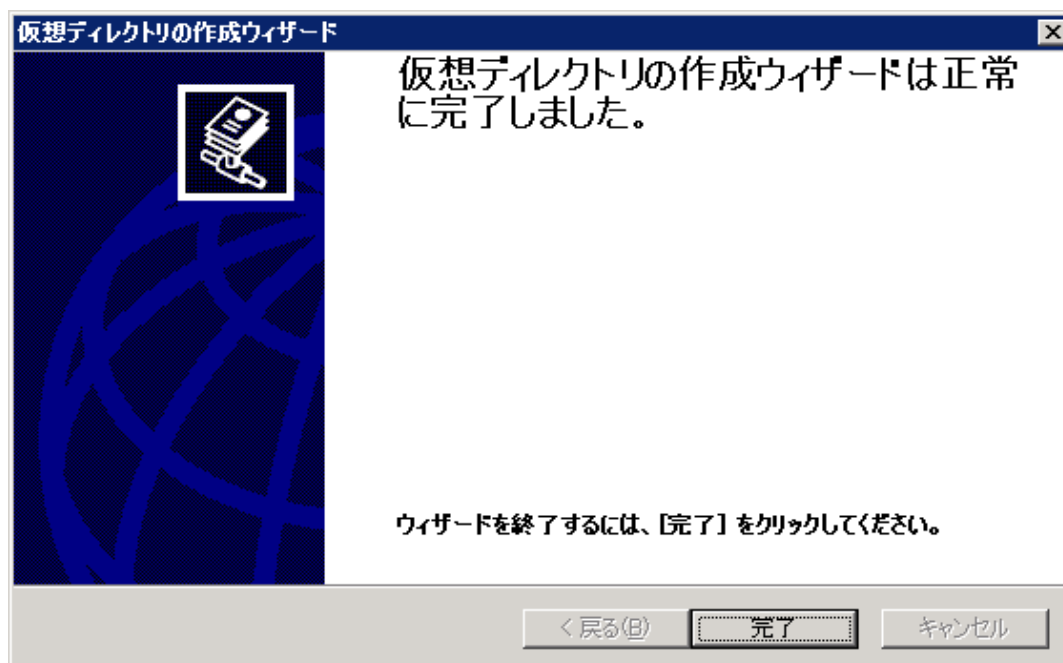 仮想ディレクトリの作成ウィザード
仮想ディレクトリの作成ウィザードは正常
に完了しました。
ウィザードを終了するには、[完了] をクリックしてください。
< 戻る(B)
完了
キャンセル